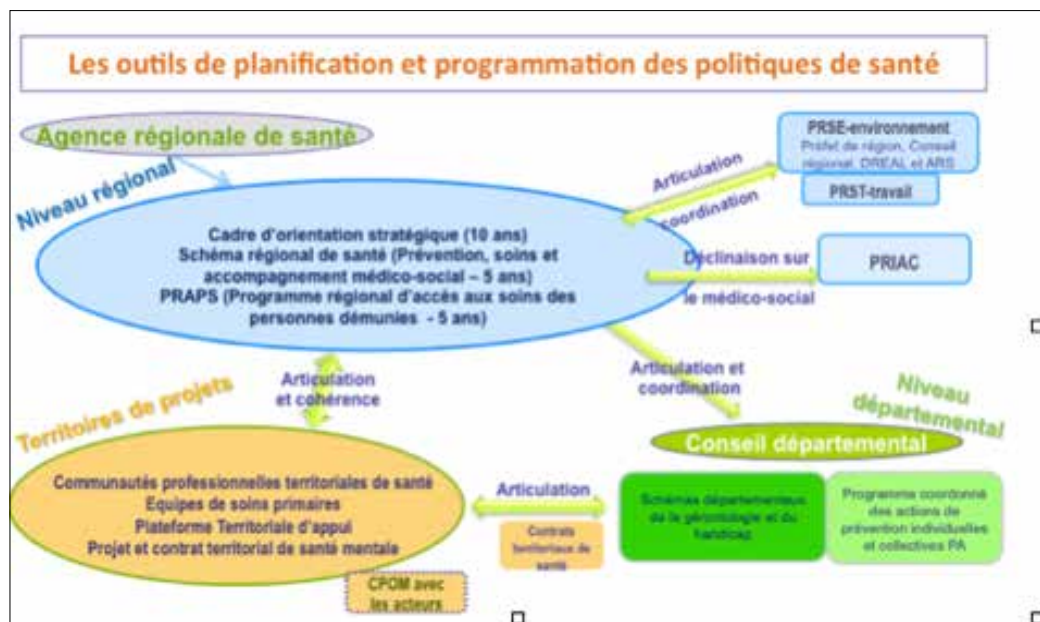 Les outils de planification et programmation des politiques de santé
Agence régionale de santé
Niveau régional
Cadre d'orientation stratégique (10 ans)
Schéma régional de santé (Prévention, soins et
accompagnement médico-social – 5 ans)
PRAPS (Programme régional d'accès aux soins des
personnes démunies - 5 ans)
Articulation
coordination
PRSE-environnement
Préfet de région, Conseil
régional, DREAL et ARS
PRST-travail
Déclinaison sur
le médico-social
PRIAC
Articulation
et cohérence
Articulation et
coordination
Territoires de projets
Communautés professionnelles territoriales de santé
Equipes de soins primaires
Plateforme Territoriale d'appui
Projet et contrat territorial de santé mentale
CPOM avec
les acteurs
Articulation
Contrats
territoriaux de
santé
Niveau
départemental
Conseil départemental
Schémas départementaux
de la gérontologie et du
handicap
Programme coordonné
des actions de
prévention individuelles
et collectives PA